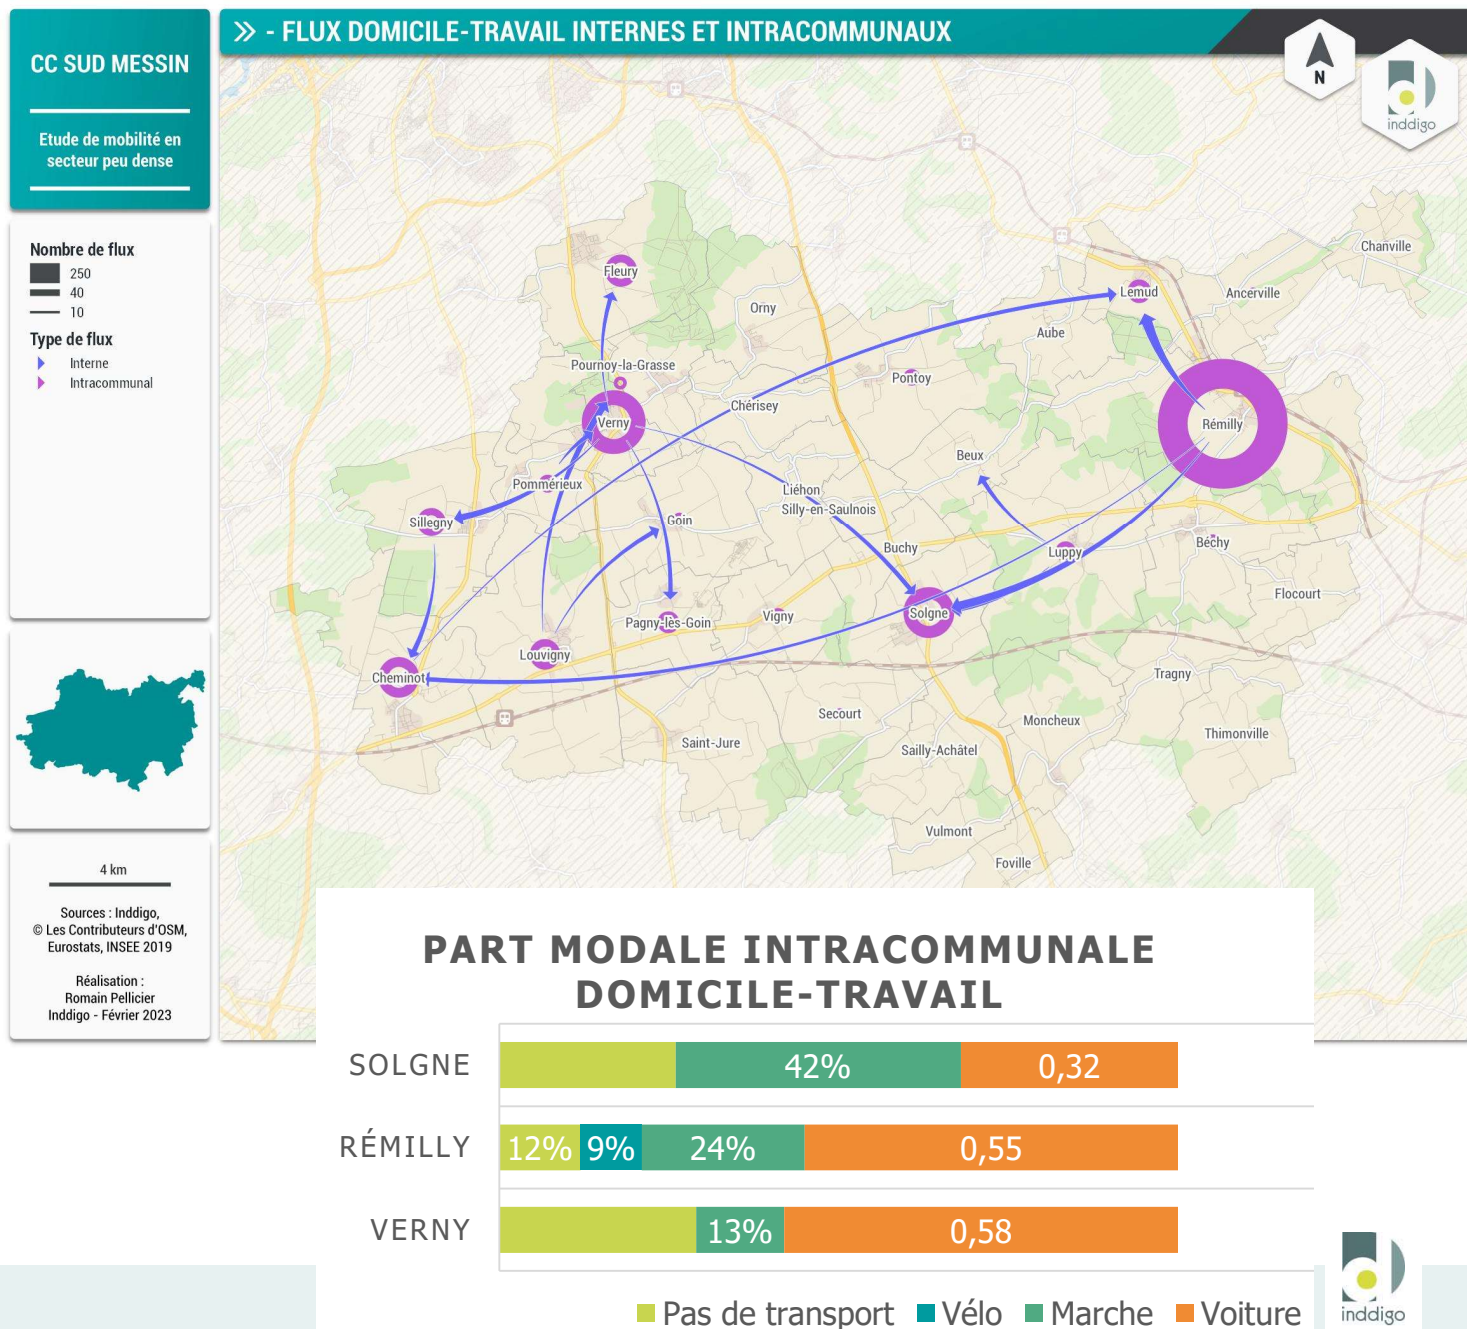 CC SUD MESSIN
Etude de mobilité en
secteur peu dense
- FLUX DOMICILE-TRAVAIL INTERNES ET INTRACOMMUNAUX
N
inddigo
Nombre de flux
250
40
10
Type de flux
Interne
Intracommunal
4 km
Sources : Inddigo,
© Les Contributeurs d'OSM,
Eurostats, INSEE 2019
Réalisation :
Romain Pellicier
Inddigo - Février 2023
Chanville
Fleury
Lemud
Ancerville
Orny
Aube
Pournoy-la-Grasse
Pontoy
Chérisey
Verny
Rémilly
Beux
Pommérieux
Liéhon
Silly-en-Saulnois
Sillegny
Goin
Buchy
Luppy
Béchy
Flocourt
Solgne
Vigny
Pagny-lès-Goin
Louvigny
Cheminot
Tragny
Secourt
Moncheux
Thimonville
Saint-Jure
Sailly-Achâtel
Vulmont
Foville
PART MODALE INTRACOMMUNALE
DOMICILE-TRAVAIL
SOLGNE
42%
0,32
RÉMILLY
12%
9%
24%
0,55
VERNY
13%
0,58
Pas de transport
Vélo
Marche
Voiture
inddigo